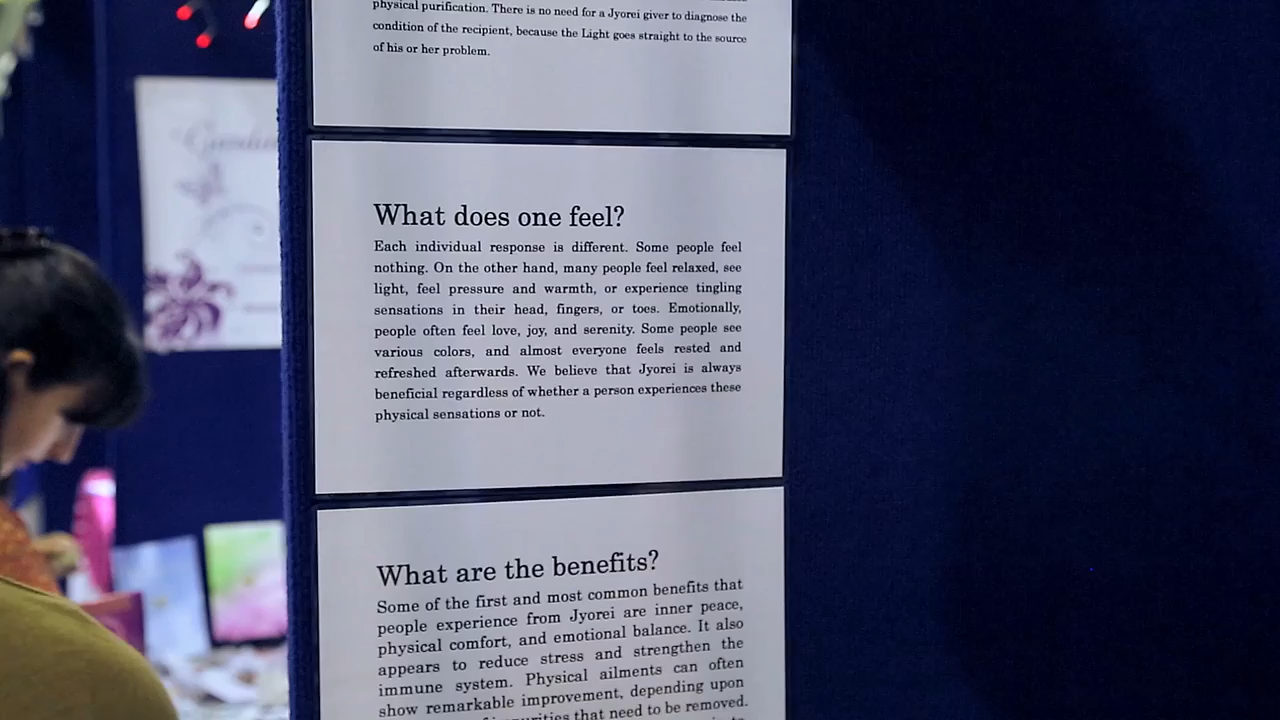 physical purification. There is no need for a Jyorei giver to diagnose the
condition of the recipient, because the Light goes straight to the source
of his or her problem.
What does one feel?
Each individual response is different. Some people feel
nothing. On the other hand, many people feel relaxed, see
light, feel pressure and warmth, or experience tingling
sensations in their head, fingers, or toes. Emotionally,
people often feel love, joy, and serenity. Some people see
various colors, and almost everyone feels rested and
refreshed afterwards. We believe that Jyorei is always
beneficial regardless of whether a person experiences these
physical sensations or not.
What are the benefits?
Some of the first and most common benefits that
people experience from Jyorei are inner peace,
physical comfort, and emotional balance. It also
appears to reduce stress and strengthen the
immune system. Physical ailments can often
show remarkable improvement, depending upon
that need to be removed.